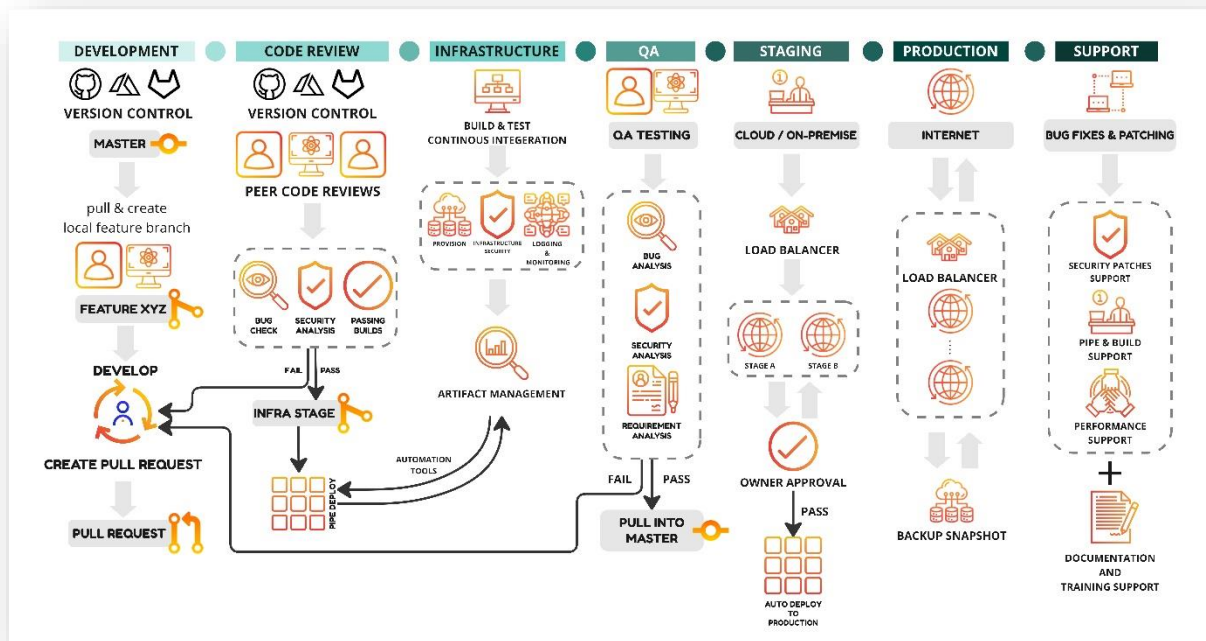 DEVELOPMENT
CODE REVIEW
INFRASTRUCTURE
QA
STAGING
PRODUCTION
SUPPORT
VERSION CONTROL
MASTER
pull & create
local feature branch
FEATURE XYZ
DEVELOP
CREATE PULL REQUEST
PULL REQUEST
VERSION CONTROL
PEER CODE REVIEWS
BUG
CHECK
SECURITY
ANALYSIS
PASSING
BUILDS
FAIL
PASS
INFRA STAGE
PIPE DEPLOY
AUTOMATION
TOOLS
BUILD & TEST
CONTINOUS INTEGERATION
PROVISION
INFRASTRUCTURE
SECURITY
LOGGING
&
MONITORING
ARTIFACT MANAGEMENT
QA TESTING
BUG
ANALYSIS
SECURITY
ANALYSIS
REQUIREMENT
ANALYSIS
FAIL
PASS
PULL INTO
MASTER
CLOUD / ON-PREMISE
LOAD BALANCER
STAGE A
STAGE B
OWNER APPROVAL
PASS
AUTO DEPLOY
TO
PRODUCTION
INTERNET
LOAD BALANCER
BACKUP SNAPSHOT
BUG FIXES & PATCHING
SECURITY PATCHES
SUPPORT
PIPE & BUILD
SUPPORT
PERFORMANCE
SUPPORT
+
DOCUMENTATION
AND
TRAINING SUPPORT